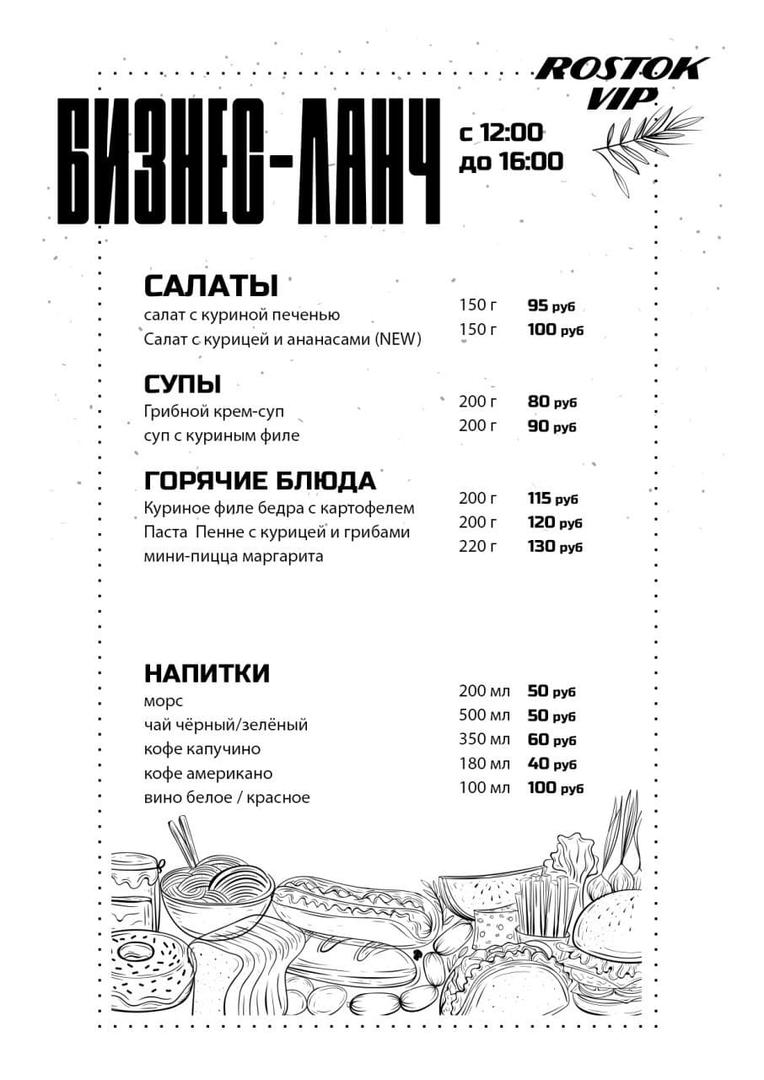 ROSTOK
VIP
БИЗНЕС-ЛАНЧ
с 12:00
до 16:00
САЛАТЫ
салат с куриной печенью 150 г 95 руб
Салат с курицей и ананасами (NEW) 150 г 100 руб
СУПЫ
Грибной крем-суп 200 г 80 руб
суп с куриным филе 200 г 90 руб
ГОРЯЧИЕ БЛЮДА
Куриное филе бедра с картофелем 200 г 115 руб
Паста Пенне с курицей и грибами 200 г 120 руб
мини-пицца маргарита 220 г 130 руб
НАПИТКИ
морс 200 мл 50 руб
чай чёрный/зелёный 500 мл 50 руб
кофе капучино 350 мл 60 руб
кофе американо 180 мл 40 руб
вино белое / красное 100 мл 100 руб